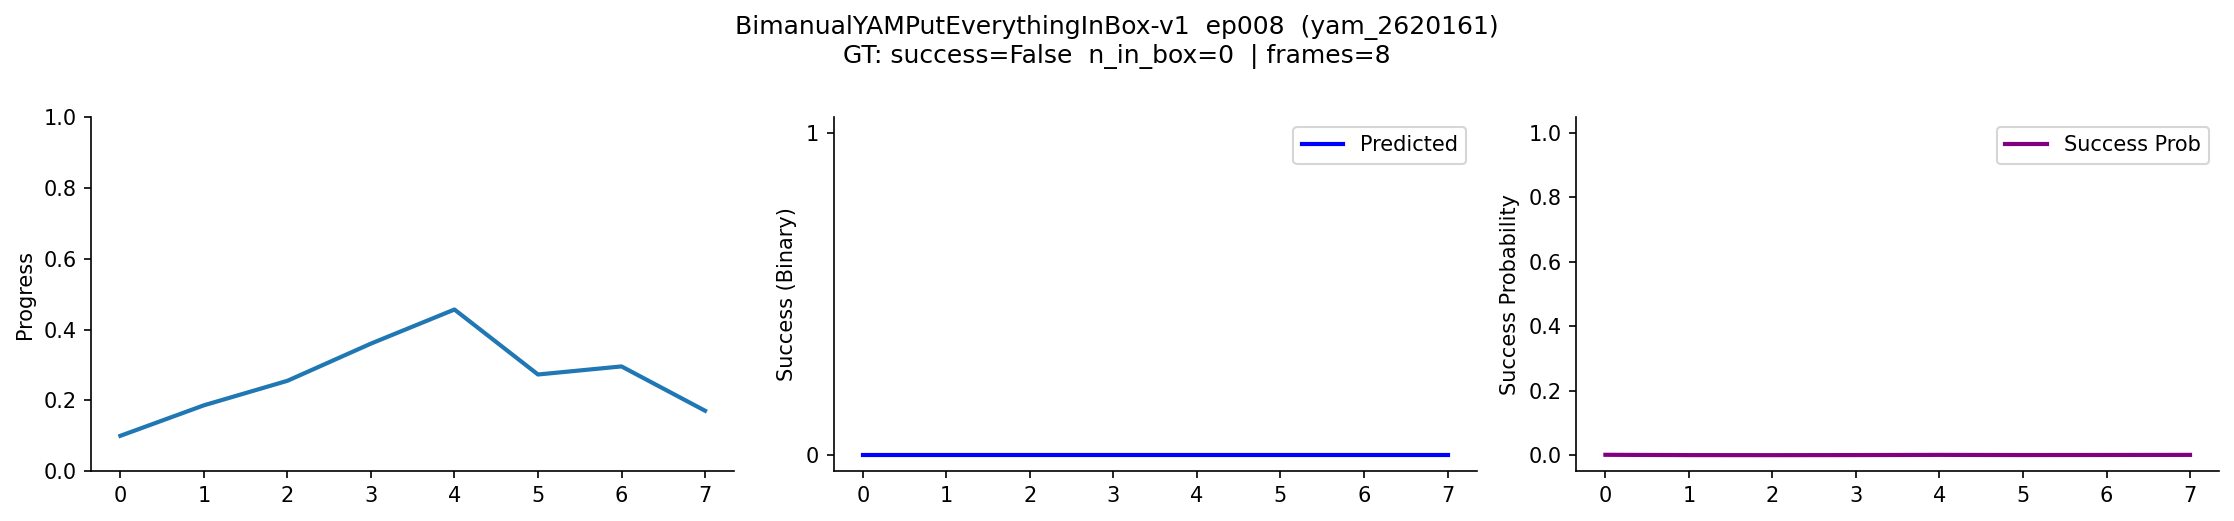 BimanualYAMPutEverythingInBox-v1  ep008  (yam_2620161)
GT: success=False  n_in_box=0  | frames=8
Progress
1.0
0.8
0.6
0.4
0.2
0.0
0 1 2 3 4 5 6 7
Success (Binary)
1
0
Predicted
0 1 2 3 4 5 6 7
Success Probability
1.0
0.8
0.6
0.4
0.2
0.0
Success Prob
0 1 2 3 4 5 6 7